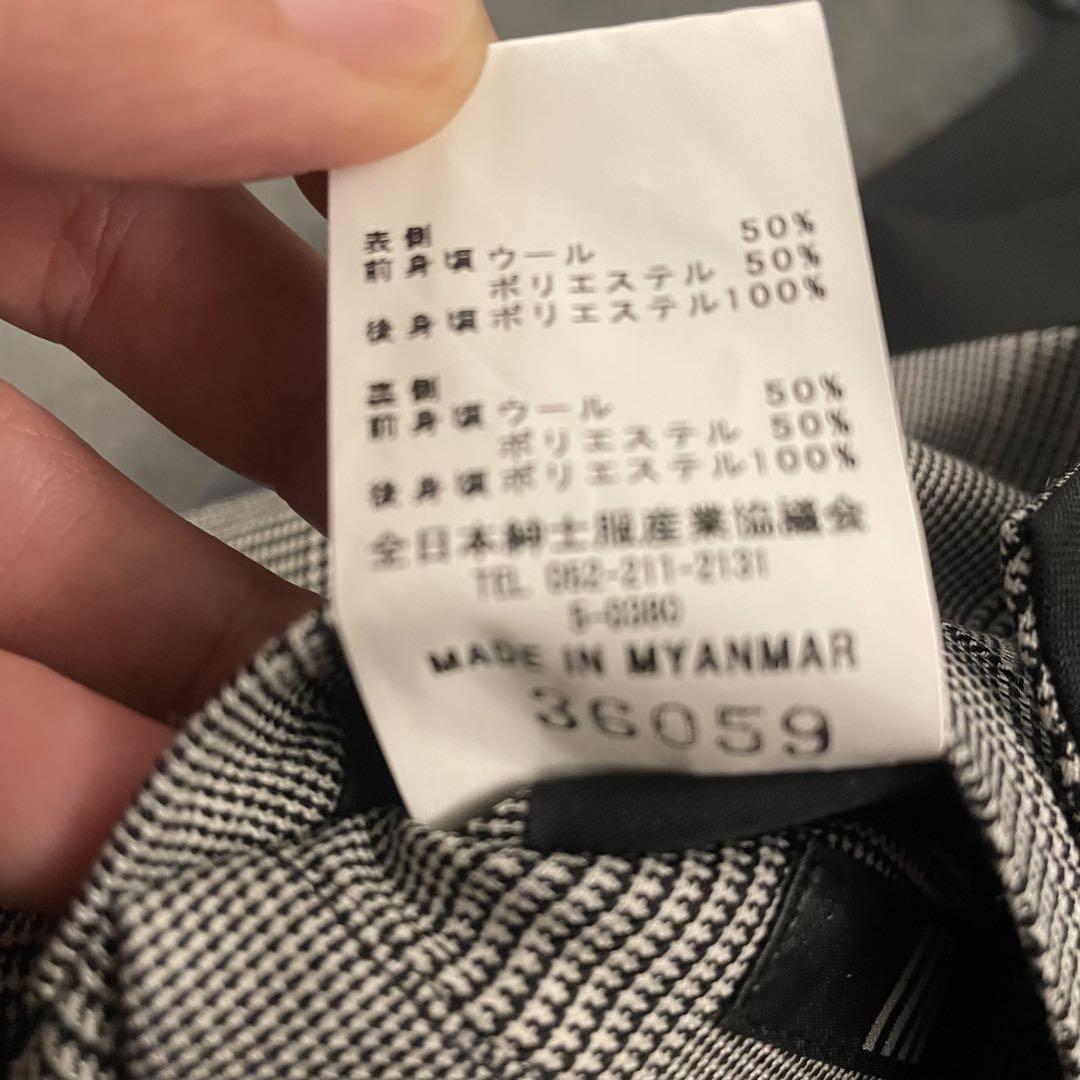 表側
前身頃 ウール 50%
ポリエステル 50%
後身頃 ポリエステル100%
裏側
前身頃 ウール 50%
ポリエステル 50%
後身頃 ポリエステル100%
全日本紳士服産業協議会
TEL 052-211-2131
5-0380
MADE IN MYANMAR
36059